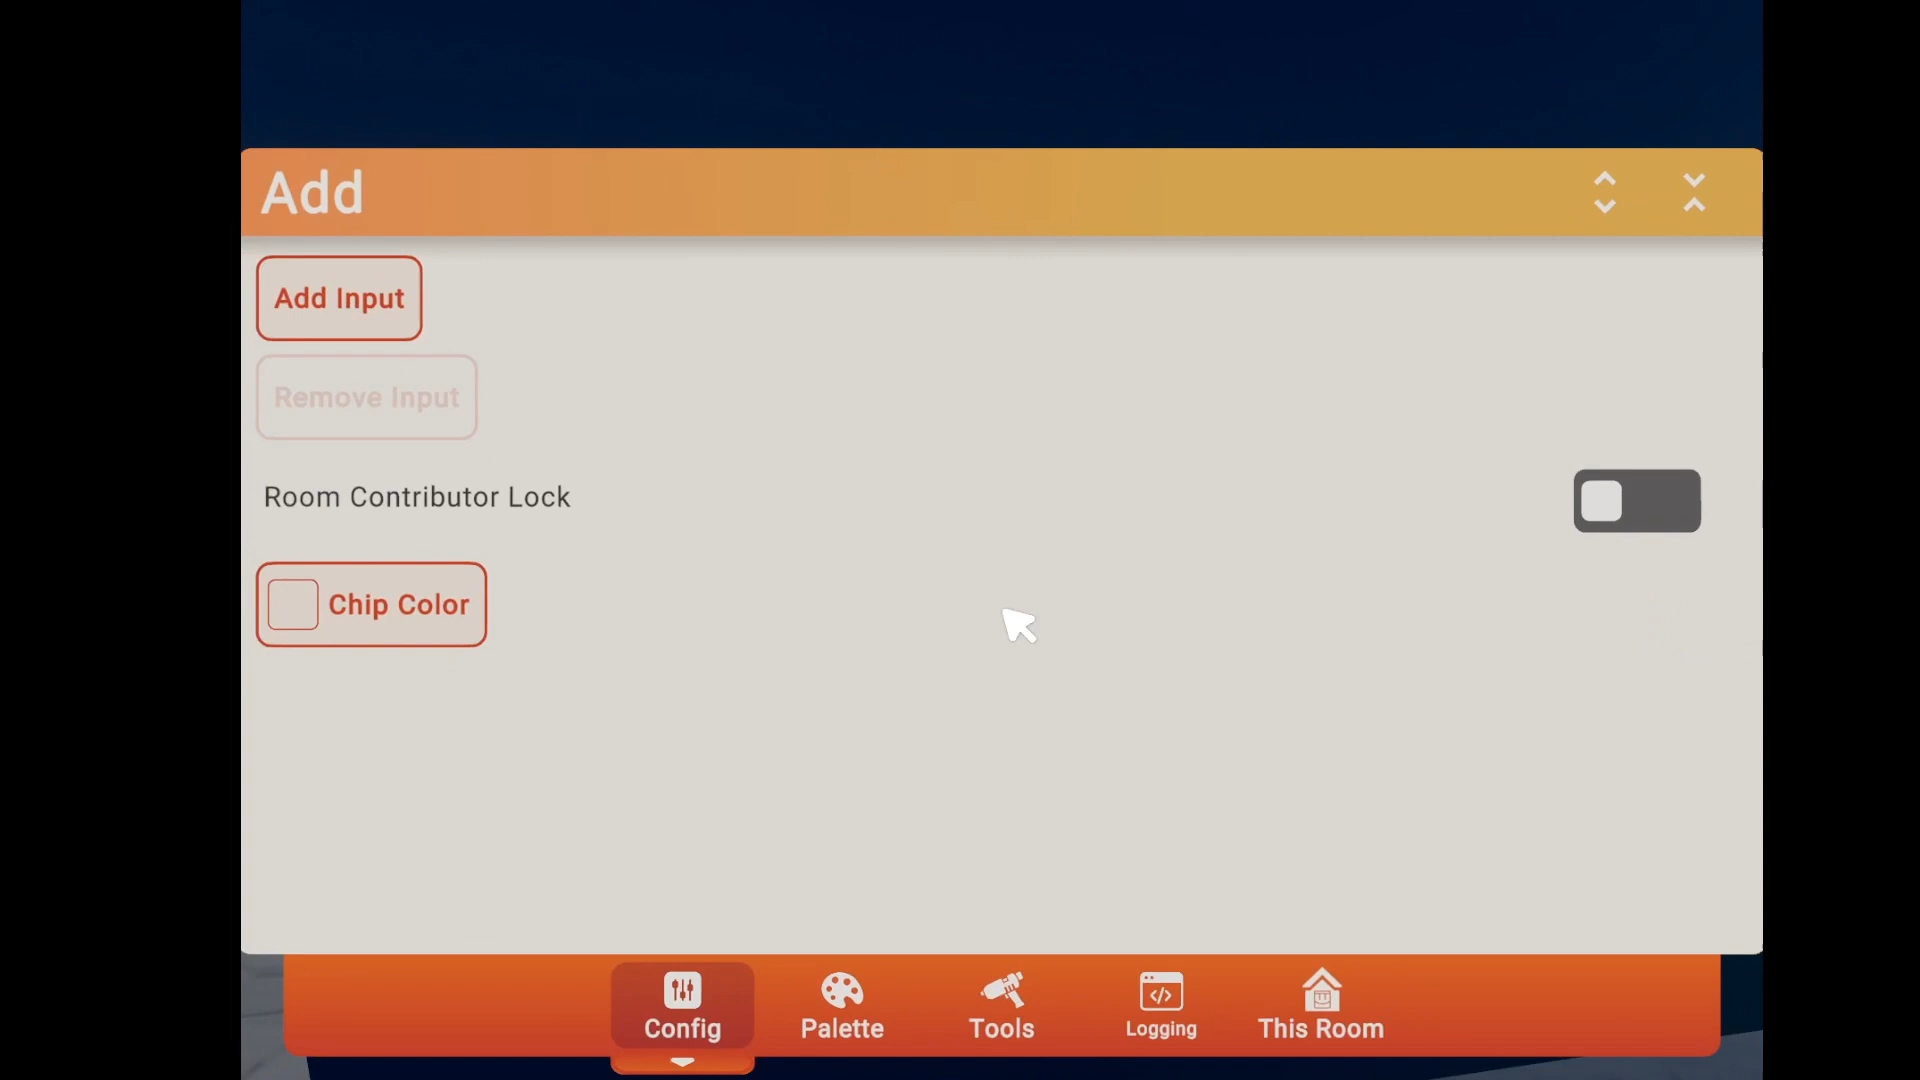 Add
Add Input
Remove Input
Room Contributor Lock
Chip Color
Config
Palette
Tools
Logging
This Room